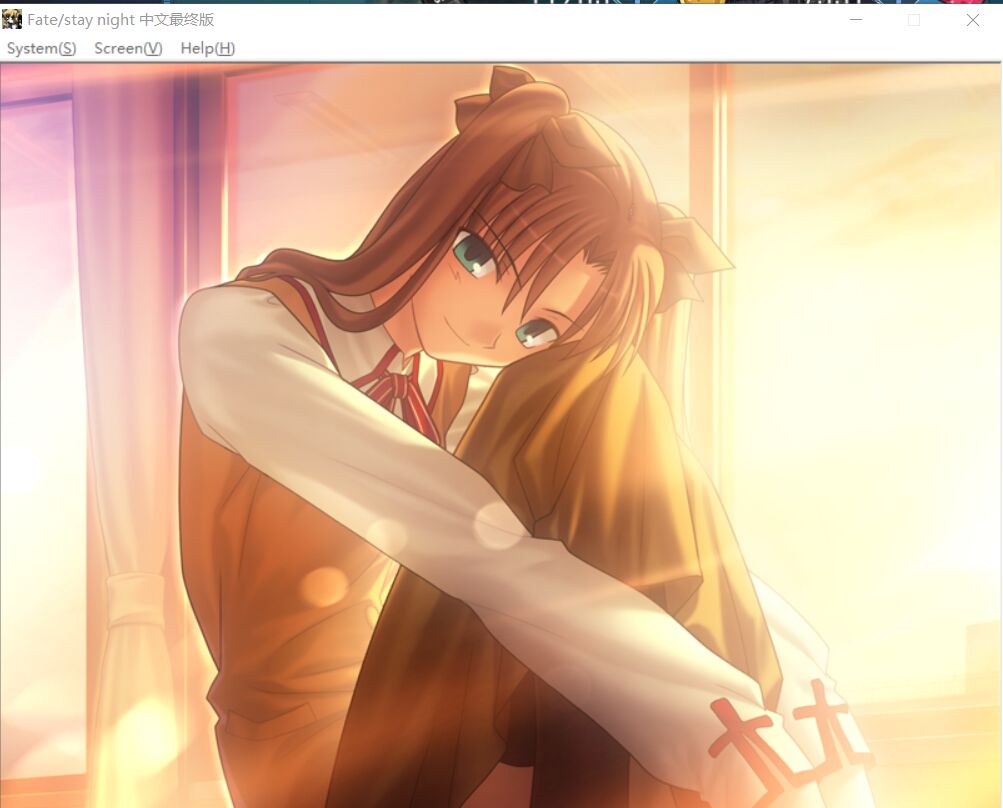 Fate/stay night 中文最终版
System(S) Screen(V) Help(H)